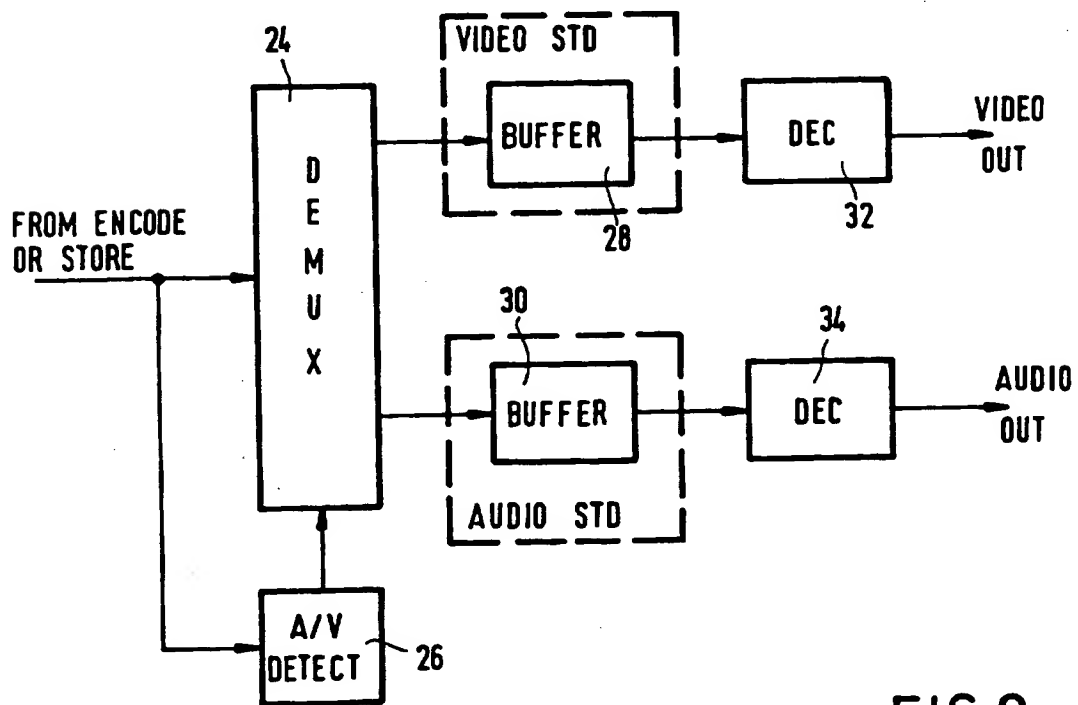 24
VIDEO STD
BUFFER
28
DEC
32
VIDEO
OUT
DEMUX
FROM ENCODE
OR STORE
30
BUFFER
AUDIO STD
34
DEC
AUDIO
OUT
A/V
DETECT
26